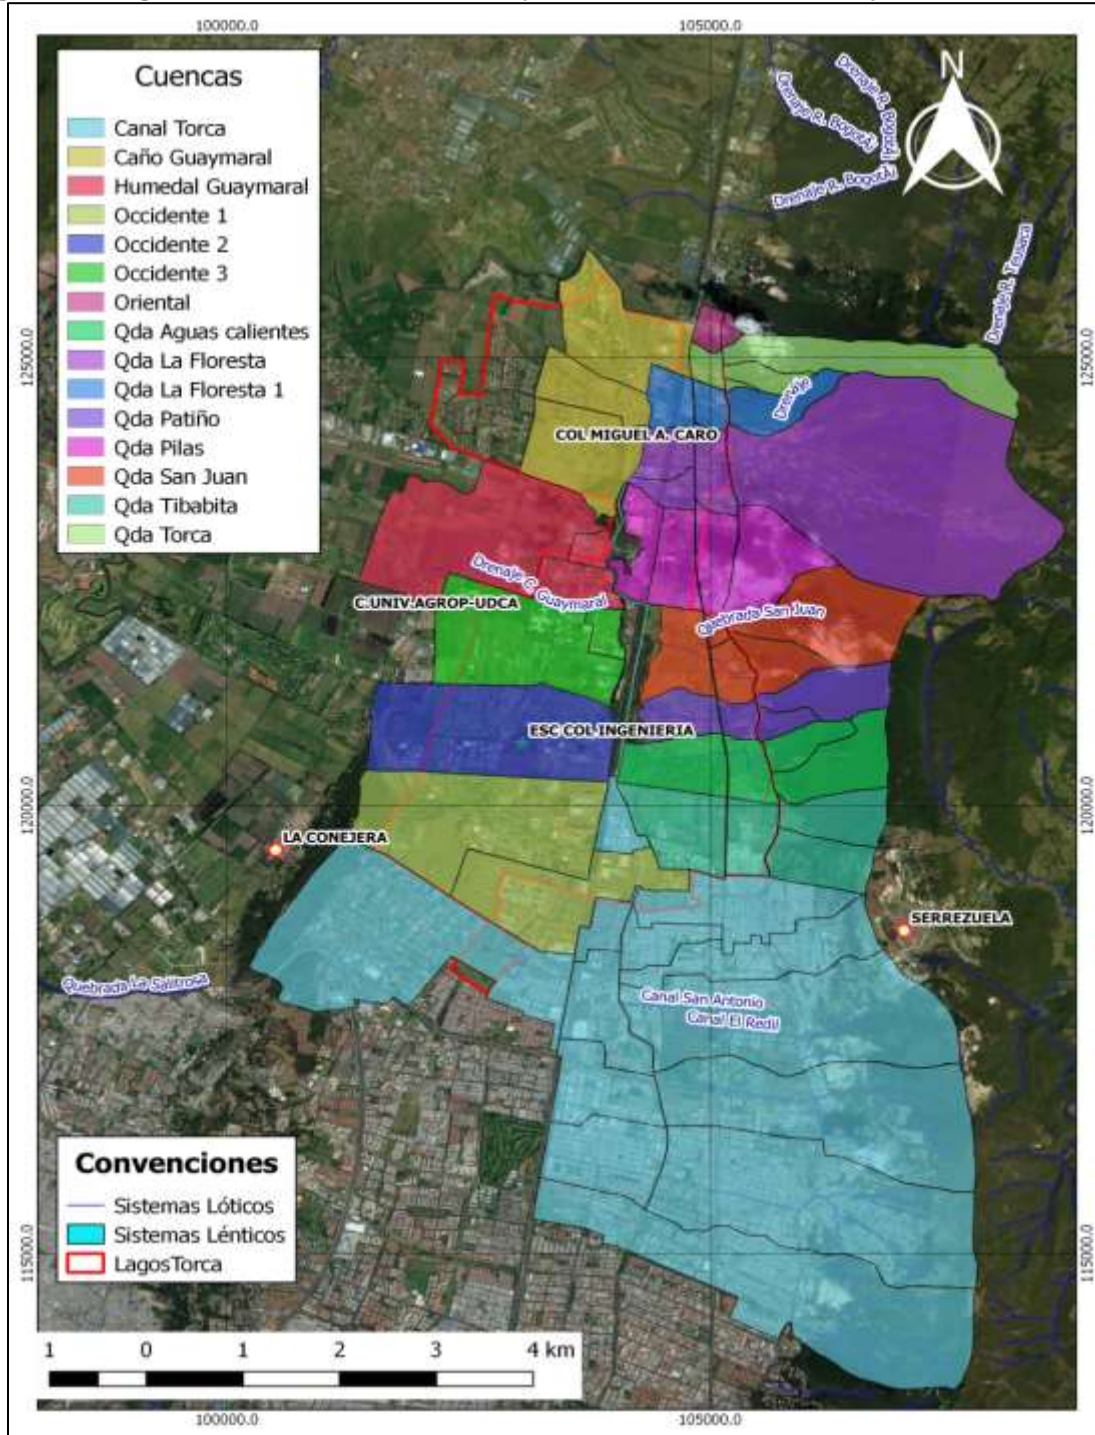 100000.0
105000.0
Cuencas
Canal Torca
Caño Guaymaral
Humedal Guaymaral
Occidente 1
Occidente 2
Occidente 3
Oriental
Qda Aguas calientes
Qda La Floresta
Qda La Floresta 1
Qda Patiño
Qda Pilas
Qda San Juan
Qda Tibabita
Qda Torca
N
Drenaje R. BogotÁ¡
Drenaje R. BogotÁ¡
Drenaje R. BogotÁ¡
Drenaje R. Teusaca
125000.0
125000.0
Drenaje
COL MIGUEL A. CARO
Drenaje C. Guaymaral
C.UNIV.AGROP-UDCA
Quebrada San Juan
ESC COL INGENIERIA
120000.0
120000.0
LA CONEJERA
SERREZUELA
Quebrada La Salitrosa
Canal San Antonio
Canal El Redil
Convenciones
Sistemas Lóticos
Sistemas Lénticos
LagosTorca
115000.0
115000.0
1 0 1 2 3 4 km
100000.0
105000.0